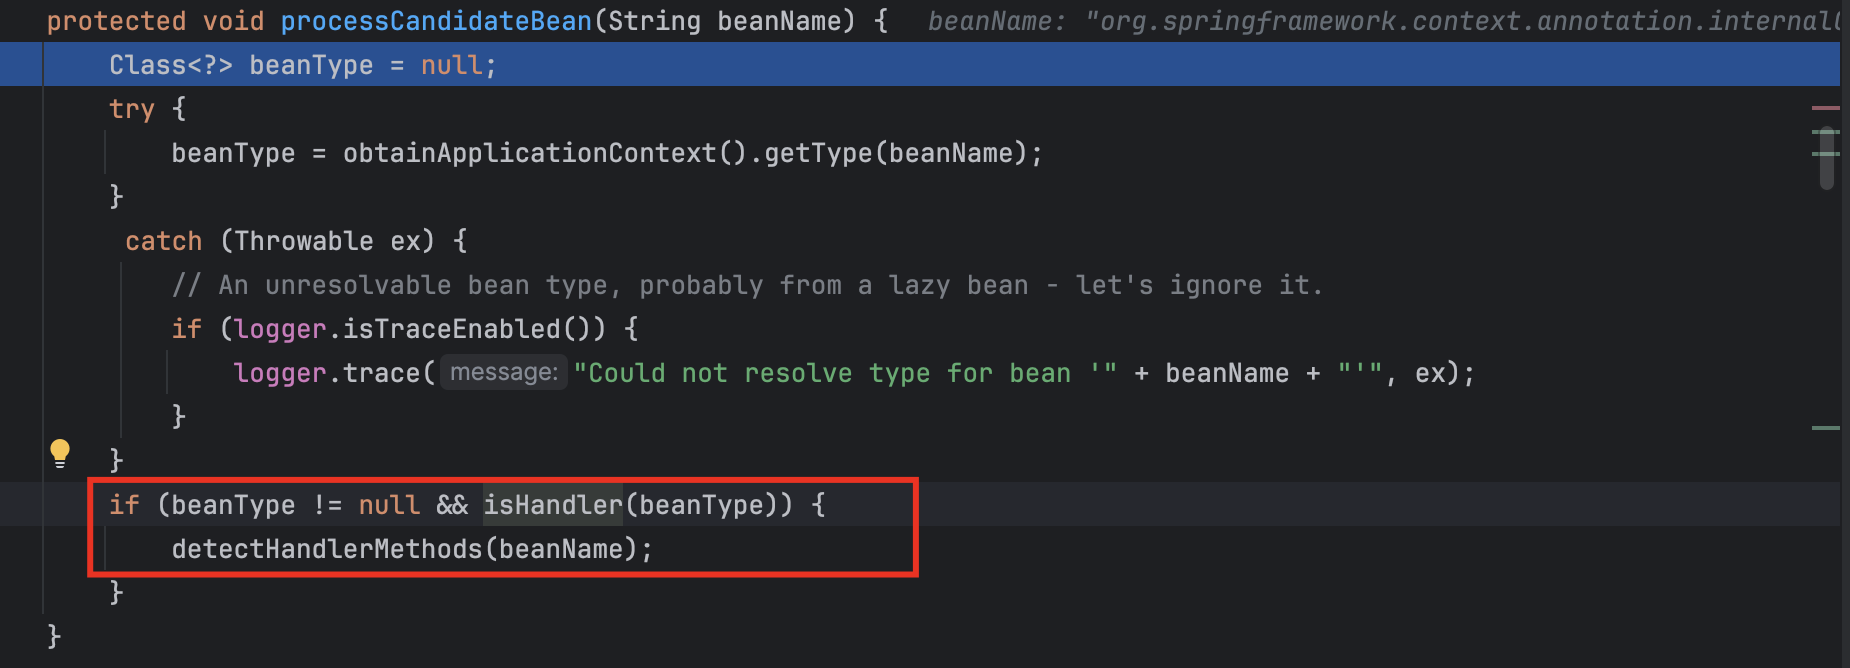 protected void processCandidateBean(String beanName) {   beanName: "org.springframework.context.annotation.internal
    Class<?> beanType = null;
    try {
        beanType = obtainApplicationContext().getType(beanName);
    }
     catch (Throwable ex) {
        // An unresolvable bean type, probably from a lazy bean - let's ignore it.
        if (logger.isTraceEnabled()) {
            logger.trace( message: "Could not resolve type for bean '" + beanName + "'", ex);
        }
    }
    if (beanType != null && isHandler(beanType)) {
        detectHandlerMethods(beanName);
    }
}